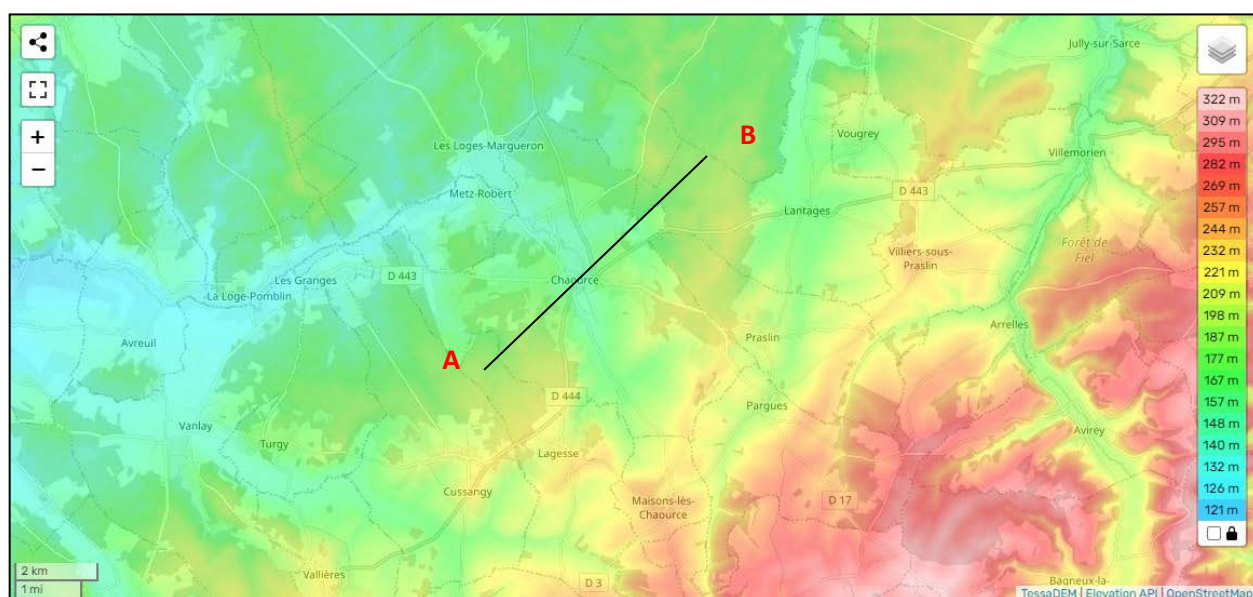 Jully-sur-Sarce
+
−
Les Loges-Margueron
B
Vougrey
Villemorien
Metz-Robert
D 443
Lantages
Villiers-sous-
Praslin
Forêt de
Fiel
D 443
Les Granges
Chaource
La Loge-Pomblin
Avreuil
Praslin
Arrelles
A
D 444
Pargues
Vanlay
Turgy
Avirey
Lagesse
Cussangy
Maisons-lès-
Chaource
D 17
Vallières
D 3
Bagneux-la-
322 m
309 m
295 m
282 m
269 m
257 m
244 m
232 m
221 m
209 m
198 m
187 m
177 m
167 m
157 m
148 m
140 m
132 m
126 m
121 m
2 km
1 mi
TessaDEM | Elevation API | OpenStreetMap